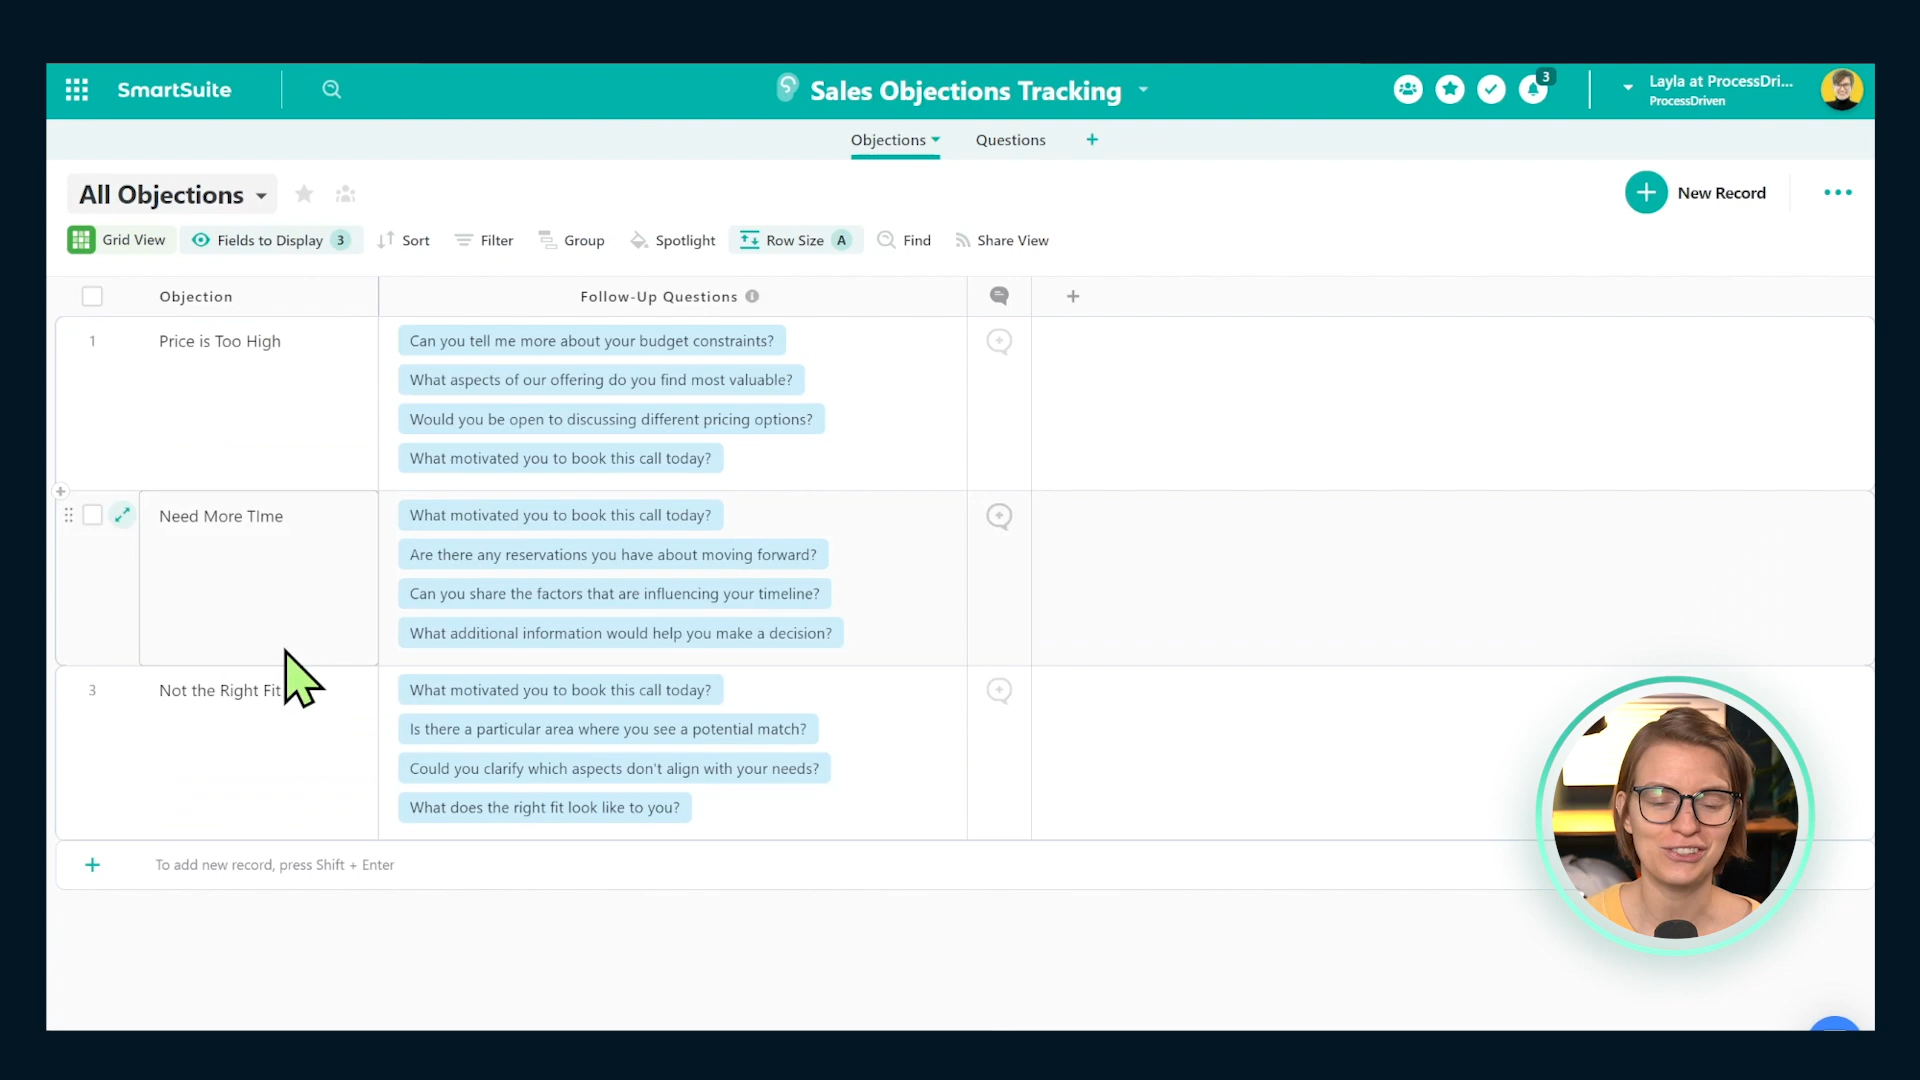 SmartSuite
Sales Objections Tracking
3
Layla at ProcessDri...
ProcessDriven
Objections
Questions
+
All Objections
New Record
Grid View
Fields to Display 3
Sort
Filter
Group
Spotlight
Row Size A
Find
Share View
Objection
Follow-Up Questions
1
Price is Too High
Can you tell me more about your budget constraints?
What aspects of our offering do you find most valuable?
Would you be open to discussing different pricing options?
What motivated you to book this call today?
Need More TIme
What motivated you to book this call today?
Are there any reservations you have about moving forward?
Can you share the factors that are influencing your timeline?
What additional information would help you make a decision?
3
Not the Right Fit
What motivated you to book this call today?
Is there a particular area where you see a potential match?
Could you clarify which aspects don't align with your needs?
What does the right fit look like to you?
To add new record, press Shift + Enter